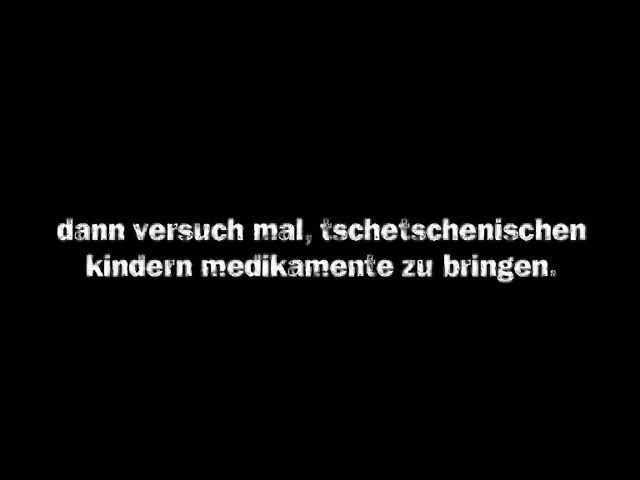 dann versuch mal, tschetschenischen
kindern medikamente zu bringen.